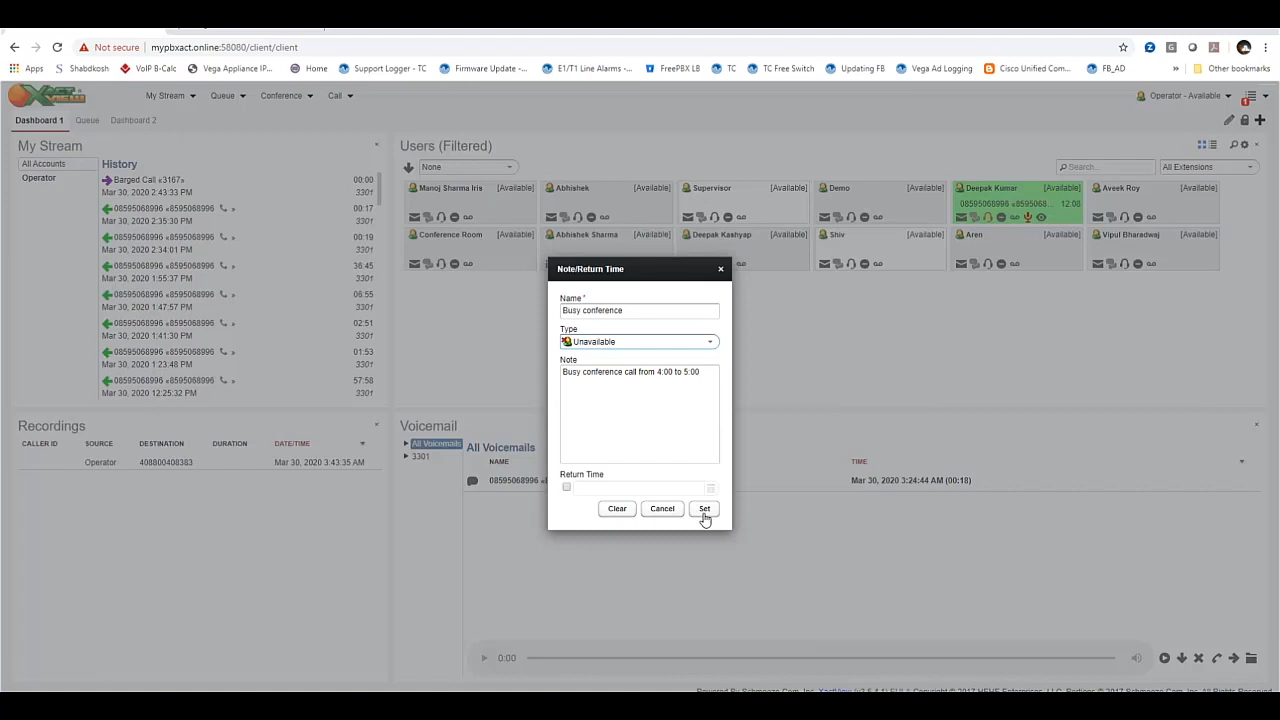 Not secure | mypbxact.online:58080/client/client
Apps Shabdkosh VoIP B-Calc Vega Appliance IP... Home Support Logger - TC Firmware Update -... E1/T1 Line Alarms -... FreePBX LB TC TC Free Switch Updating FB Vega Ad Logging Cisco Unified Com... FB_AD » Other bookmarks
XACTVIEW My Stream Queue Conference Call Operator - Available 1
Dashboard 1 Queue Dashboard 2
My Stream
All Accounts
Operator
History
Barged Call «3167» 00:00
Mar 30, 2020 2:43:33 PM 3301
08595068996 «8595068996 » 00:17
Mar 30, 2020 2:35:30 PM 3301
08595068996 «8595068996 » 00:19
Mar 30, 2020 2:34:01 PM 3301
08595068996 «8595068996 » 36:45
Mar 30, 2020 1:55:37 PM 3301
08595068996 «8595068996 » 06:55
Mar 30, 2020 1:47:57 PM 3301
08595068996 «8595068996 » 02:51
Mar 30, 2020 1:41:30 PM 3301
08595068996 «8595068996 » 01:53
Mar 30, 2020 1:23:48 PM 3301
08595068996 «8595068996 » 57:58
Mar 30, 2020 12:25:32 PM 3301
Users (Filtered)
None Search... All Extensions
Manoj Sharma Iris [Available] Abhishek [Available] Supervisor [Available] Demo [Available] Deepak Kumar [Available] Aveek Roy [Available]
08595068996 «8595068... 12:08
Conference Room [Available] Abhishek Sharma [Available] Deepak Kashyap [Available] Shiv [Available] Aren [Available] Vipul Bharadwaj [Available]
Note/Return Time ×
Name *
Busy conference
Type
Unavailable
Note
Busy conference call from 4:00 to 5:00
Return Time
Clear Cancel Set
Recordings
CALLER ID SOURCE DESTINATION DURATION DATE/TIME
Operator 408800408383 Mar 30, 2020 3:43:35 AM
Voicemail
All Voicemails
3301
All Voicemails
NAME TIME
08595068996 «8 Mar 30, 2020 3:24:44 AM (00:18)
0:00